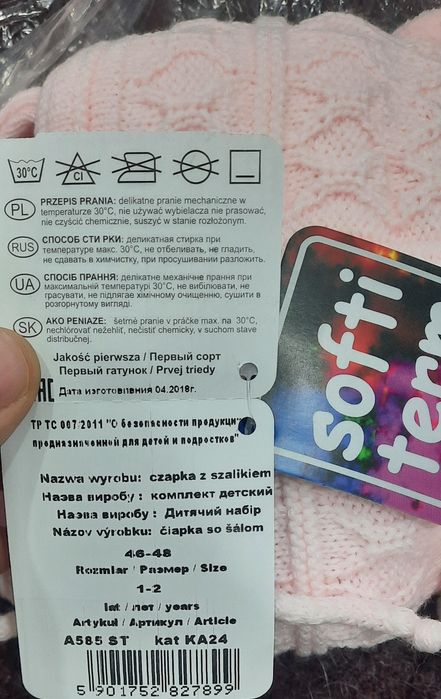 30°C
Cl
PL PRZEPIS PRANIA: delikatne pranie mechaniczne w
temperaturze 30°C, nie używać wybielacza nie prasować,
nie czyścić chemicznie, suszyć w stanie rozłożonym.
RUS СПОСОБ СТИ РКИ: деликатная стирка при
температуре макс. 30°C, не отбеливать, не гладить,
не сдавать в химчистку, при просушивании разложить.
UA СПОСІБ ПРАННЯ: делікатне механічне прання при
максимальній температурі 30°C, не вибілювати, не
прасувати, не підлягає хімічному очищенню, сушити в
розгорнутому вигляді.
SK AKO PENIAZE: šetrné pranie v práčke max. na 30°C,
nechlórovať nežehliť, nečistiť chemicky, v suchom stave
distribučnej.
Jakość pierwsza / Первый сорт
Первый гатунок / Prvej triedy
EAC Дата изготовивния 04.2018г.
ТР ТС 007/2011 "О безопасности продукции
предназначенной для детей и подростков"
Nazwa wyrobu: czapka z szalikiem
Назва виробу : комплект детский
Назва виробу : Дитячий набір
Názov výrobku: čiapka so šálom
46-48
Rozmiar / Размер / Size
1-2
lat / лет / years
Artykuł / Артикул / Article
A585 ST kat KA24
5 901752 827899
softi
term